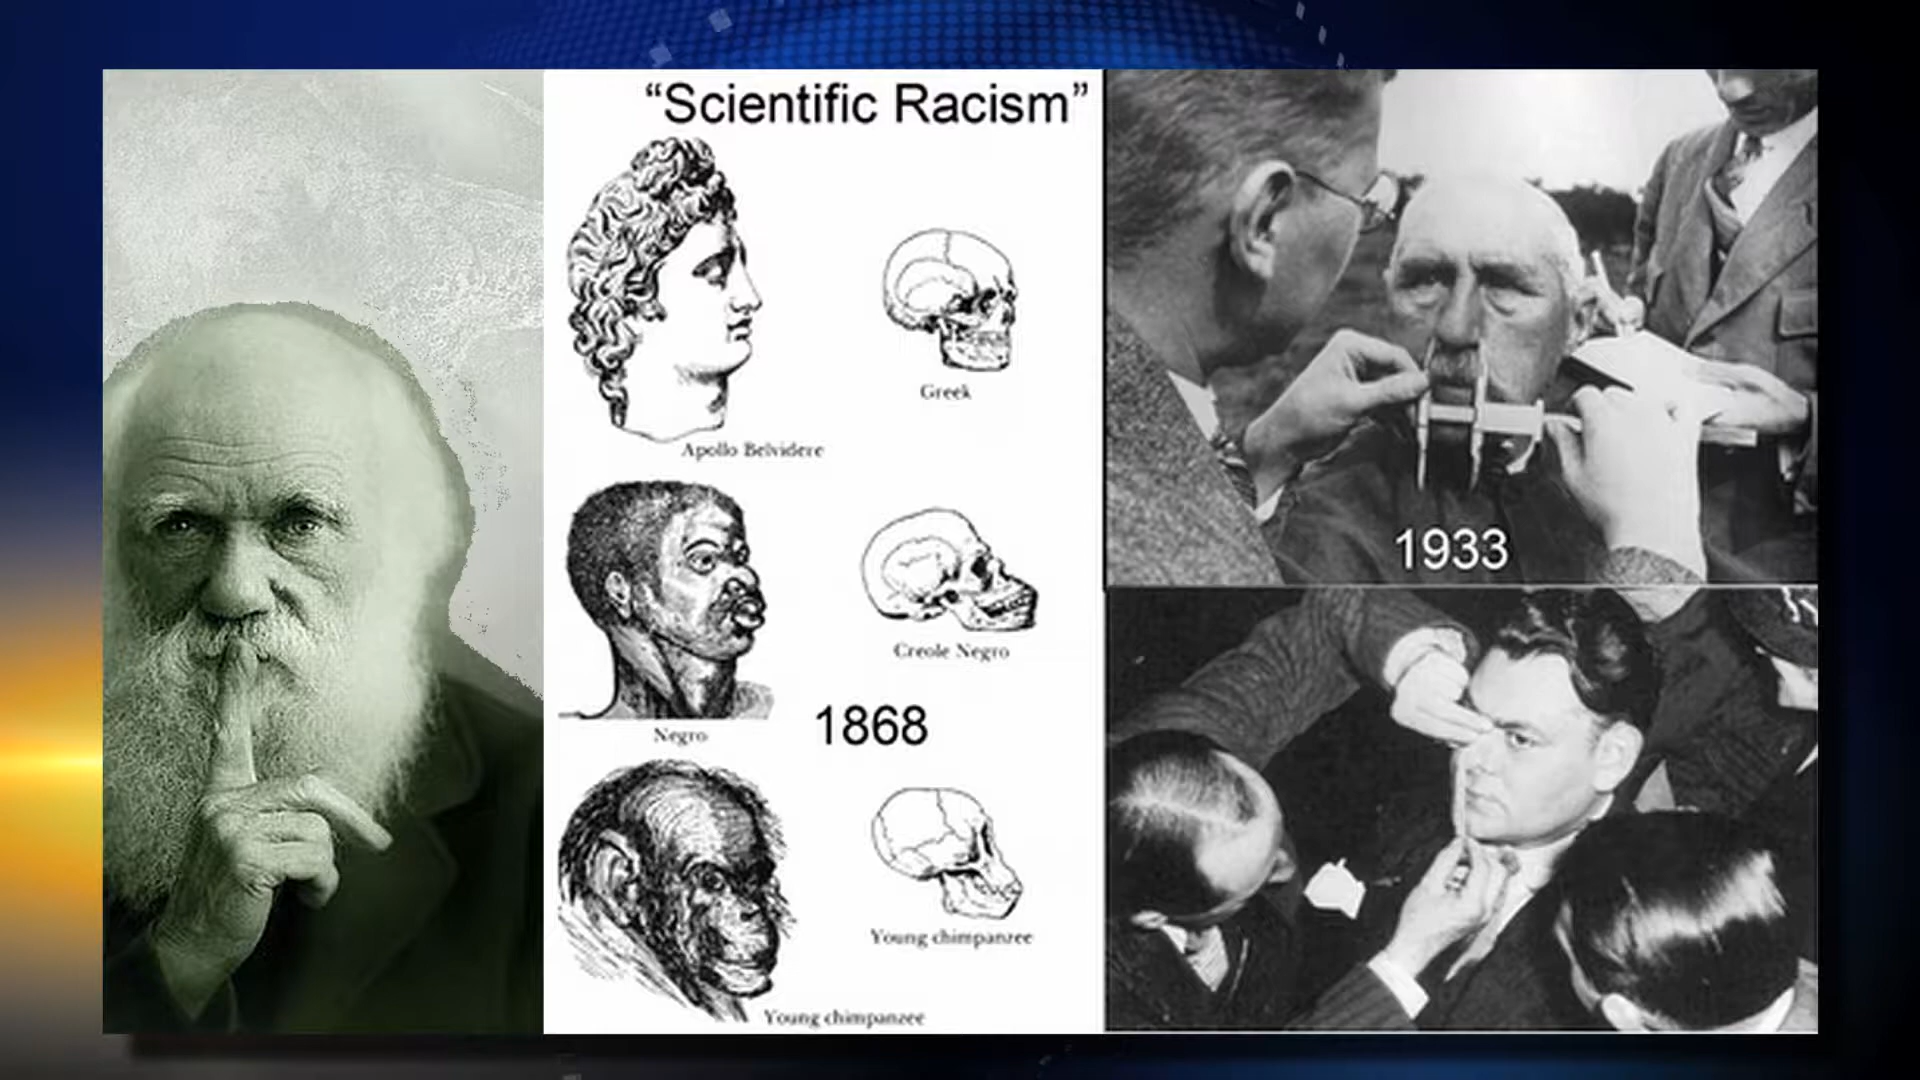 “Scientific Racism”
Greek
Apollo Belvidere
Creole Negro
Negro
1868
Young chimpanzee
Young chimpanzee
1933